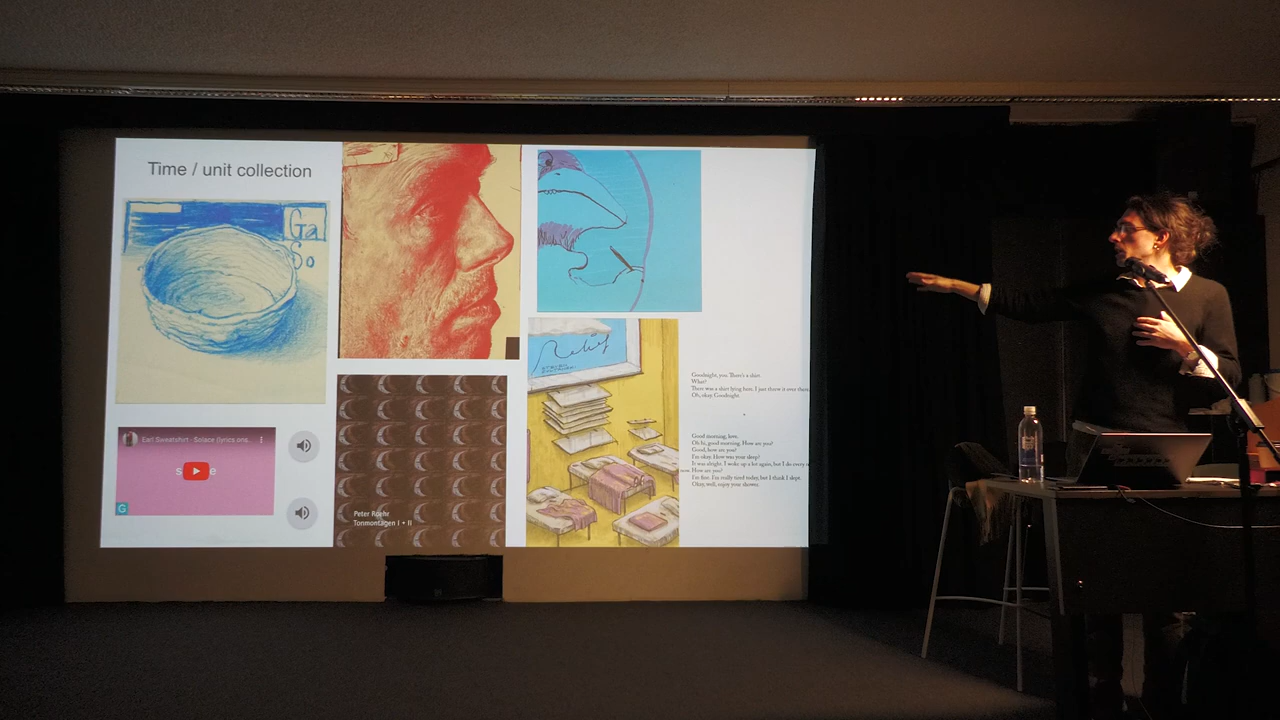 Time / unit collection
Ga
So
Earl Sweatshirt - Solace (lyrics ons
s e
G
Peter Roehr
Tonmontagen I + II
Relief
Goodnight, you. There's a shirt.
What?
There was a shirt lying here. I just threw it over there.
Oh, okay. Goodnight.
*
Good morning, love.
Oh hi, good morning. How are you?
Good, how are you?
I'm okay. How was your sleep?
It was alright. I woke up a lot again, but I do every
now. How are you?
I'm fine. I'm really tired today, but I think I slept.
Okay, well, enjoy your shower.